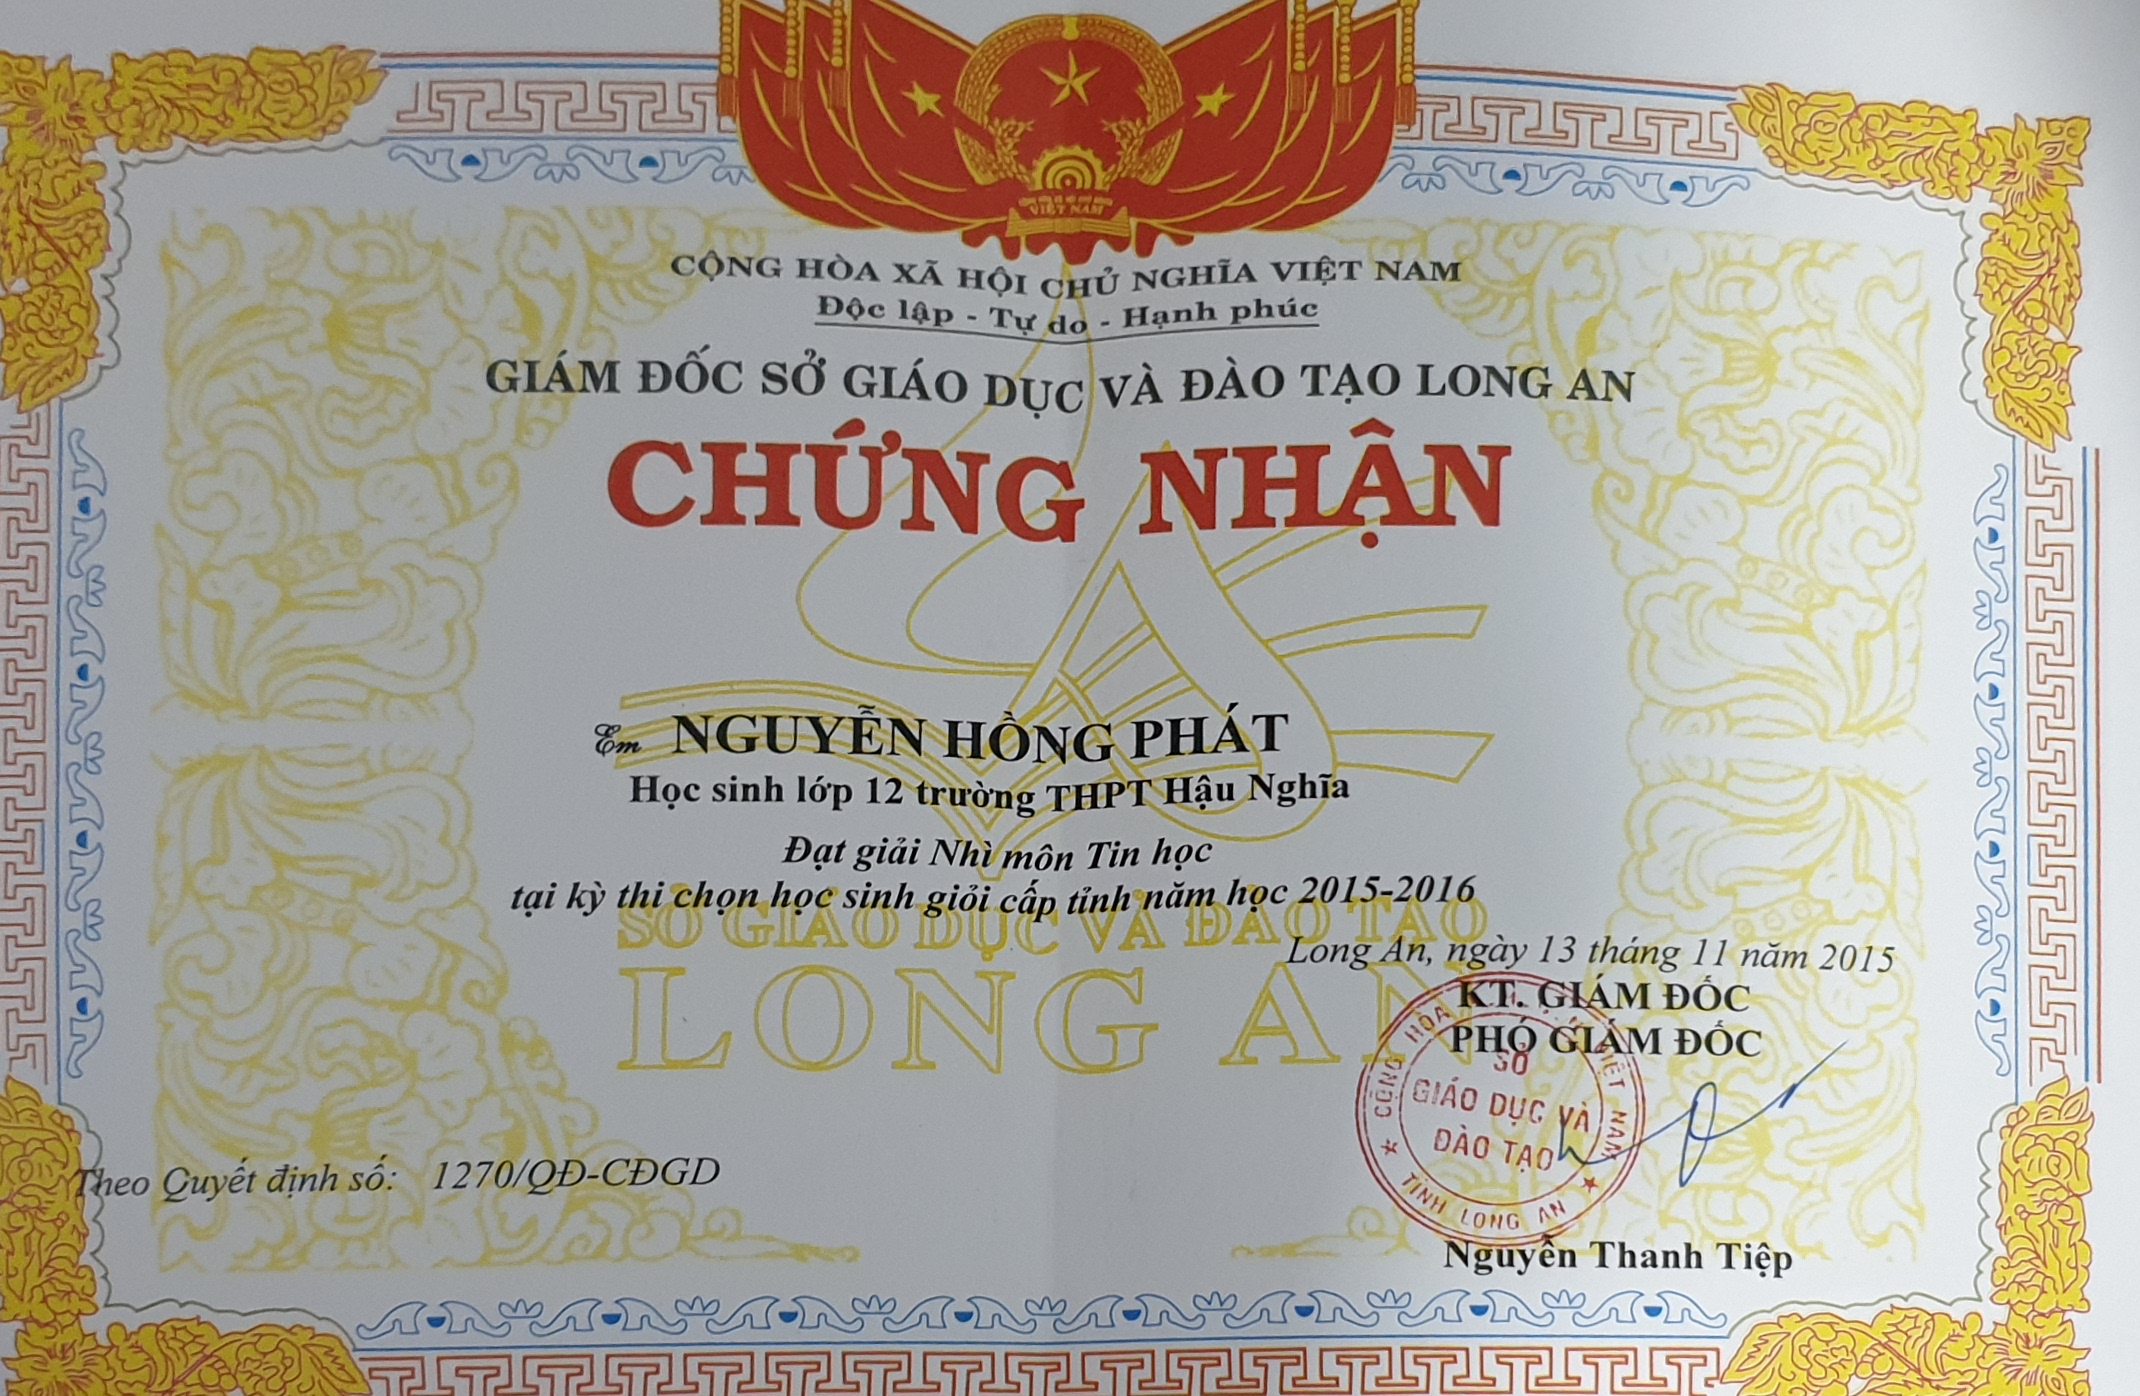 VIỆT NAM
CỘNG HÒA XÃ HỘI CHỦ NGHĨA VIỆT NAM
Độc lập - Tự do - Hạnh phúc
GIÁM ĐỐC SỞ GIÁO DỤC VÀ ĐÀO TẠO LONG AN
CHỨNG NHẬN
Em NGUYỄN HỒNG PHÁT
Học sinh lớp 12 trường THPT Hậu Nghĩa
Đạt giải Nhì môn Tin học
tại kỳ thi chọn học sinh giỏi cấp tỉnh năm học 2015-2016
SỞ GIÁO DỤC VÀ ĐÀO TẠO
LONG AN
Long An, ngày 13 tháng 11 năm 2015
KT. GIÁM ĐỐC
PHÓ GIÁM ĐỐC
CỘNG HÒA VIỆT NAM
SỞ
GIÁO DỤC VÀ
ĐÀO TẠO
TỈNH LONG AN
Theo Quyết định số: 1270/QĐ-CĐGD
Nguyễn Thanh Tiệp